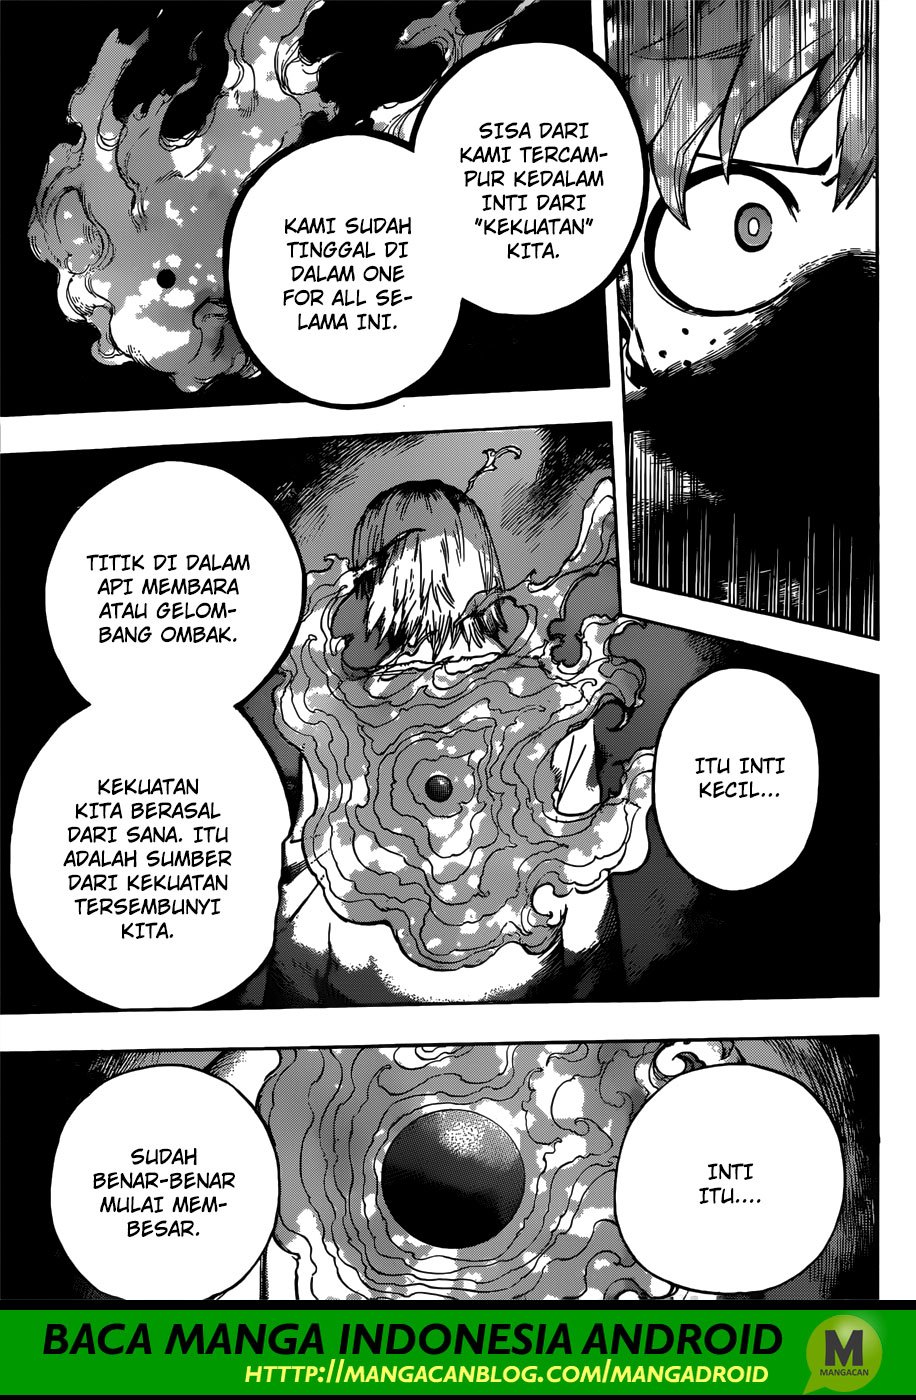 SISA DARI
KAMI TERCAM-
PUR KEDALAM
INTI DARI
"KEKUATAN"
KITA.
KAMI SUDAH
TINGGAL DI
DALAM ONE
FOR ALL SE-
LAMA INI.
ITU INTI
KECIL...
TITIK DI DALAM
API MEMBARA
ATAU GELOM-
BANG OMBAK.
KEKUATAN
KITA BERASAL
DARI SANA. ITU
ADALAH SUMBER
DARI KEKUATAN
TERSEMBUNYI
KITA.
INTI
ITU....
SUDAH
BENAR-BENAR
MULAI MEM-
BESAR.
BACA MANGA INDONESIA ANDROID
HTTTP://MANGACANBLOG.COM/MANGADROID
M
MANGACAN